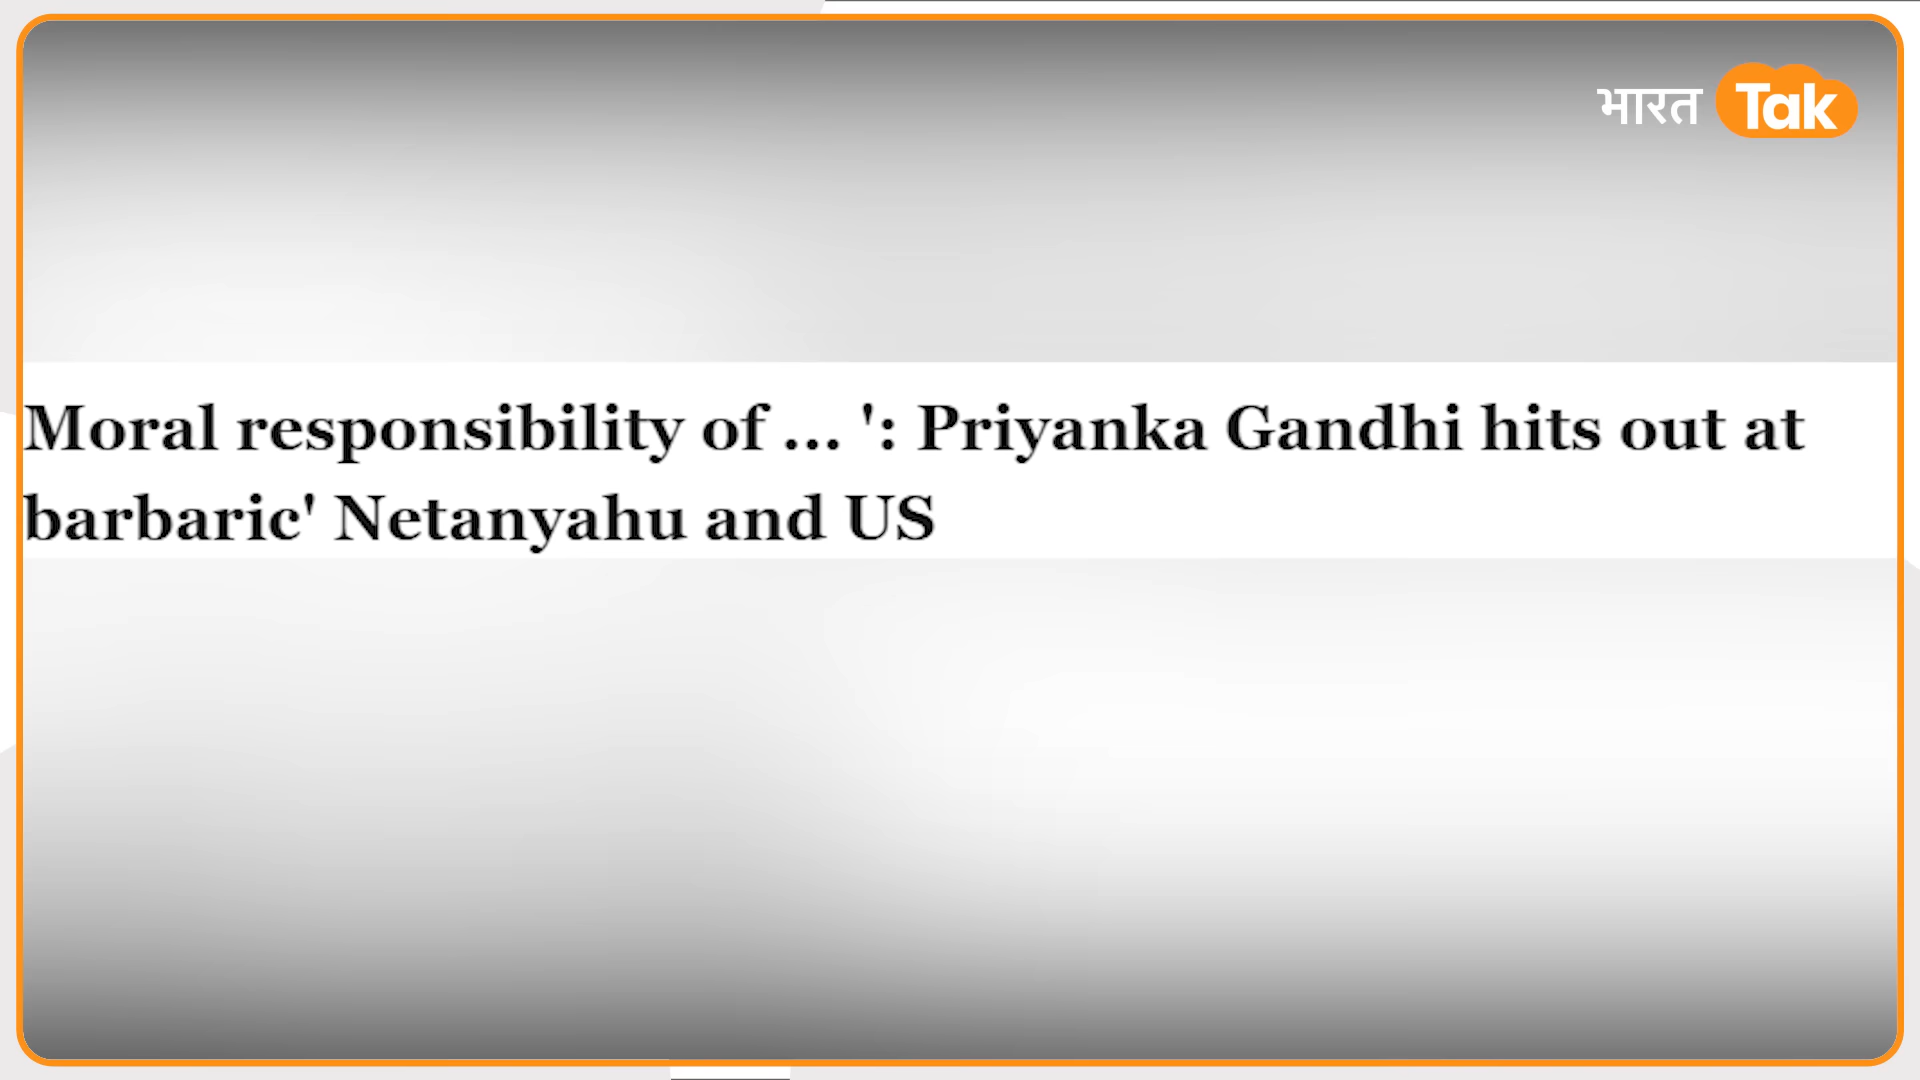 भारत Tak
Moral responsibility of ... ': Priyanka Gandhi hits out at
barbaric' Netanyahu and US